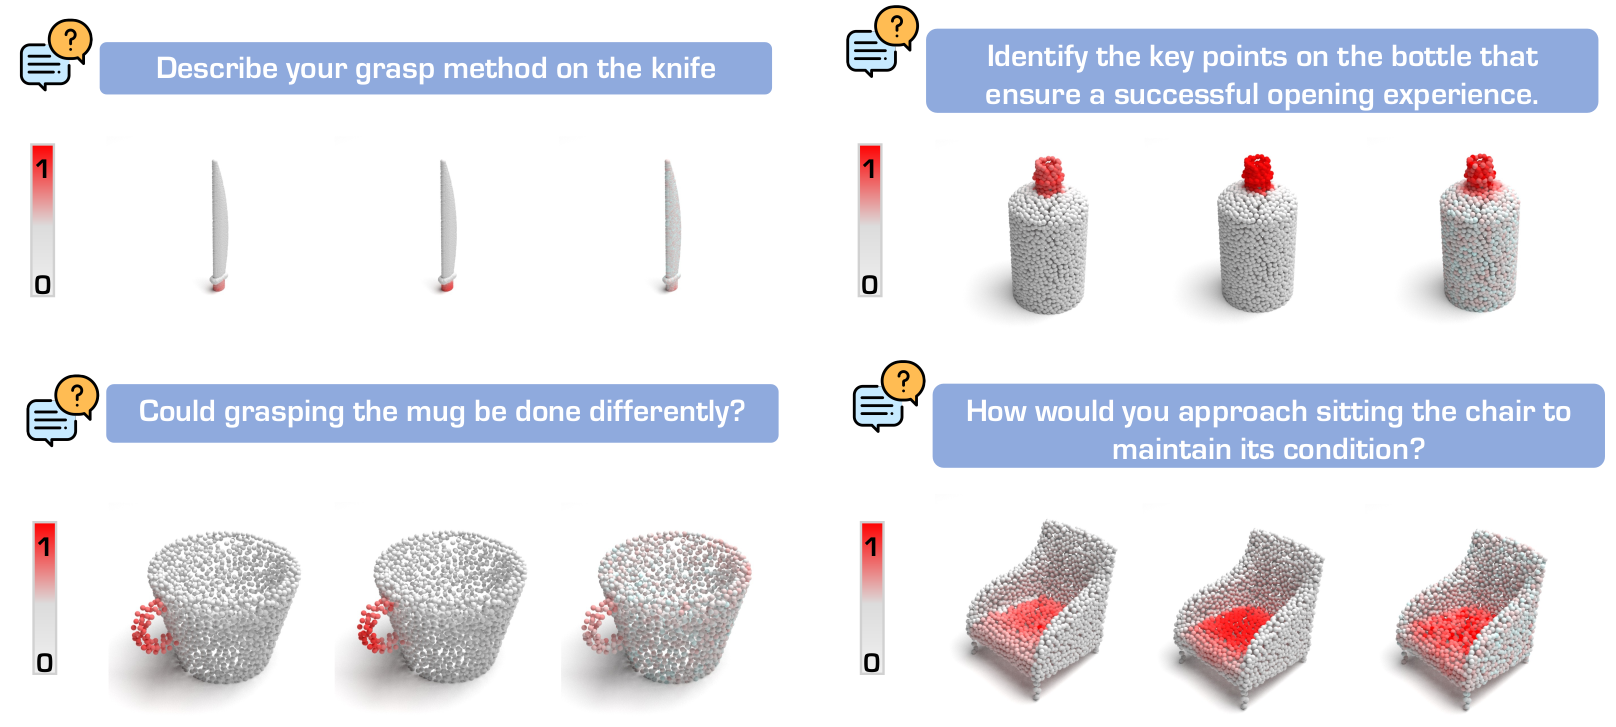 ?
Describe your grasp method on the knife
1
0
?
Identify the key points on the bottle that
ensure a successful opening experience.
1
0
?
Could grasping the mug be done differently?
1
0
?
How would you approach sitting the chair to
maintain its condition?
1
0